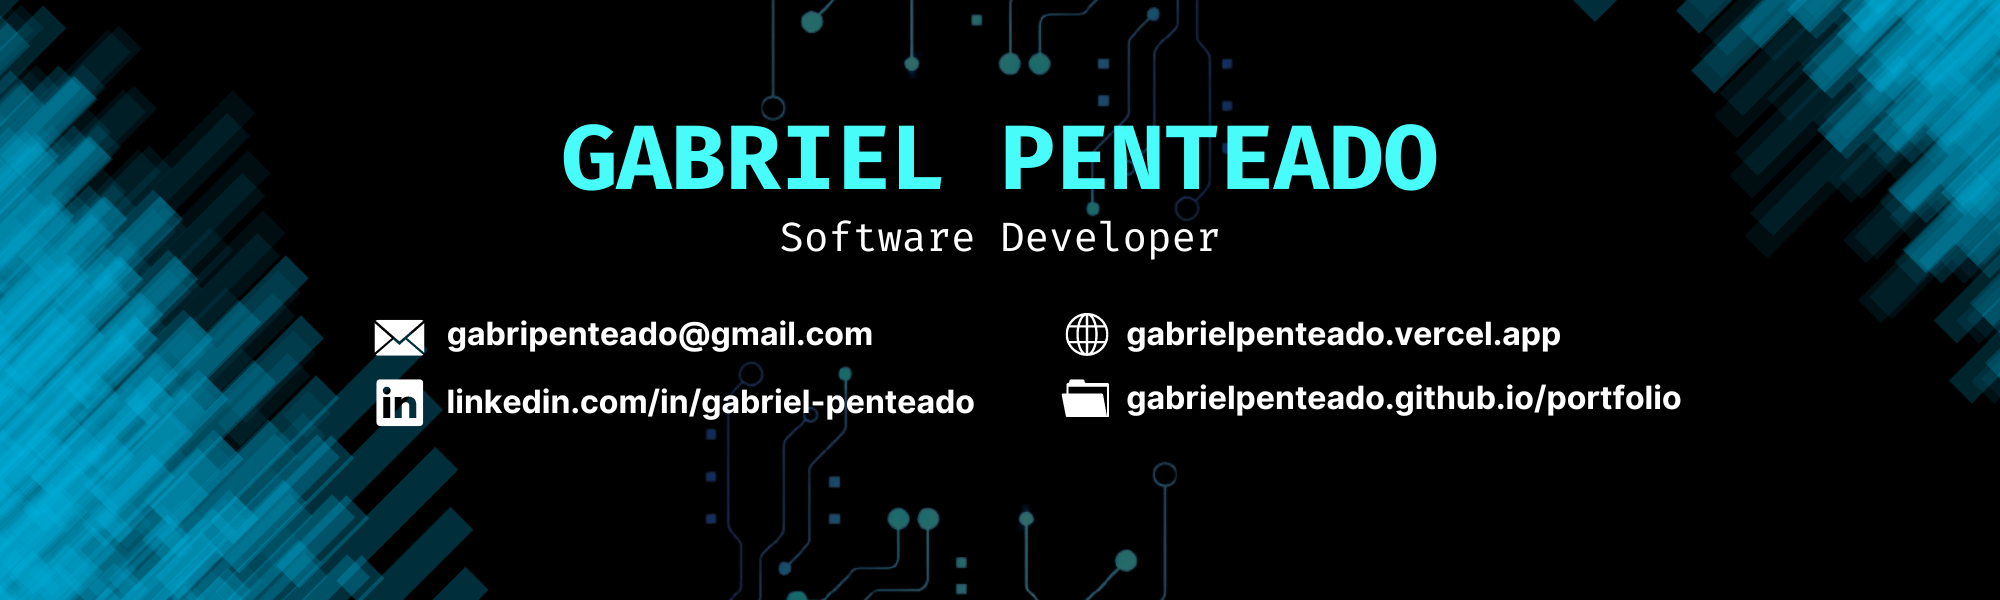 GABRIEL PENTEADO
Software Developer
gabripenteado@gmail.com
linkedin.com/in/gabriel-penteado
gabrielpenteado.vercel.app
gabrielpenteado.github.io/portfolio